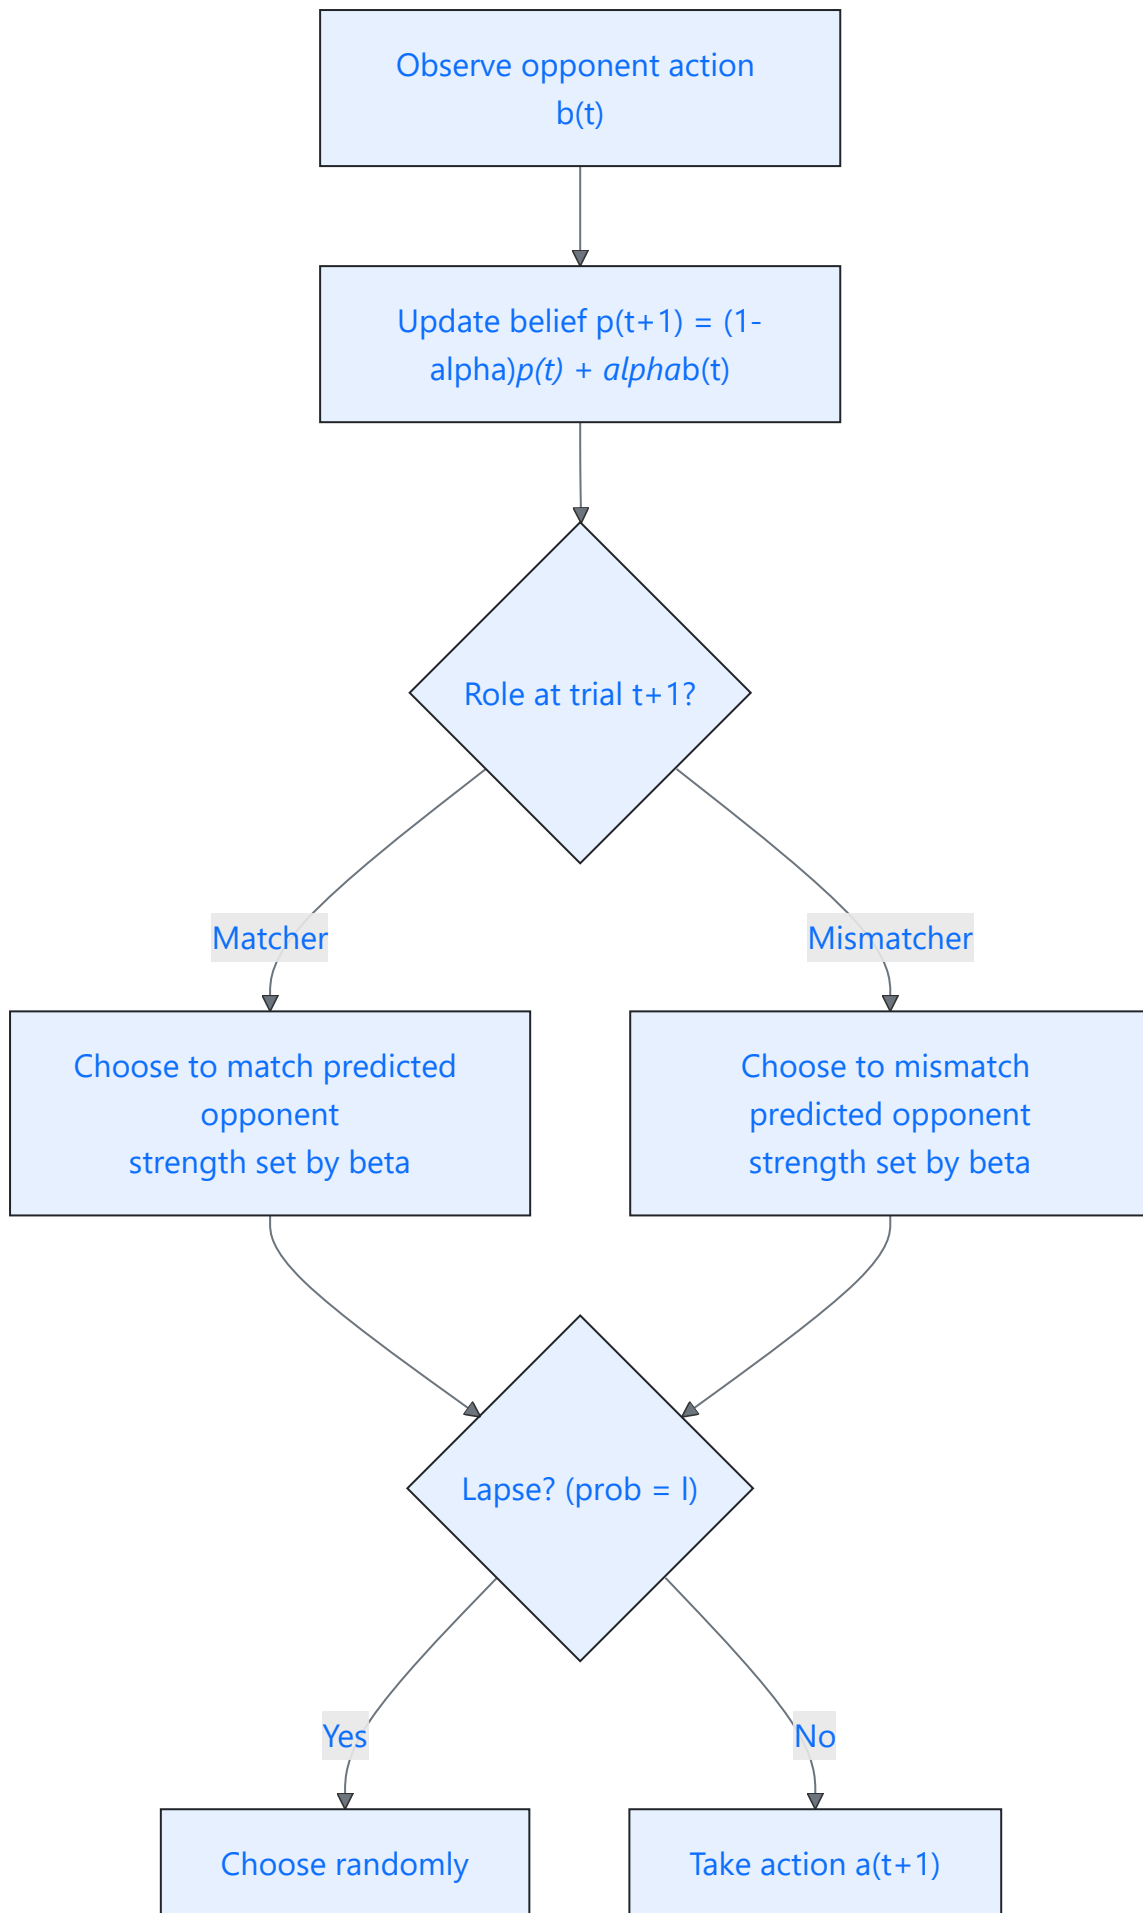 Observe opponent action
b(t)
Update belief p(t+1) = (1-
alpha)p(t) + alphab(t)
Role at trial t+1?
Matcher
Mismatcher
Choose to match predicted
opponent
strength set by beta
Choose to mismatch
predicted opponent
strength set by beta
Lapse? (prob = l)
Yes
No
Choose randomly
Take action a(t+1)